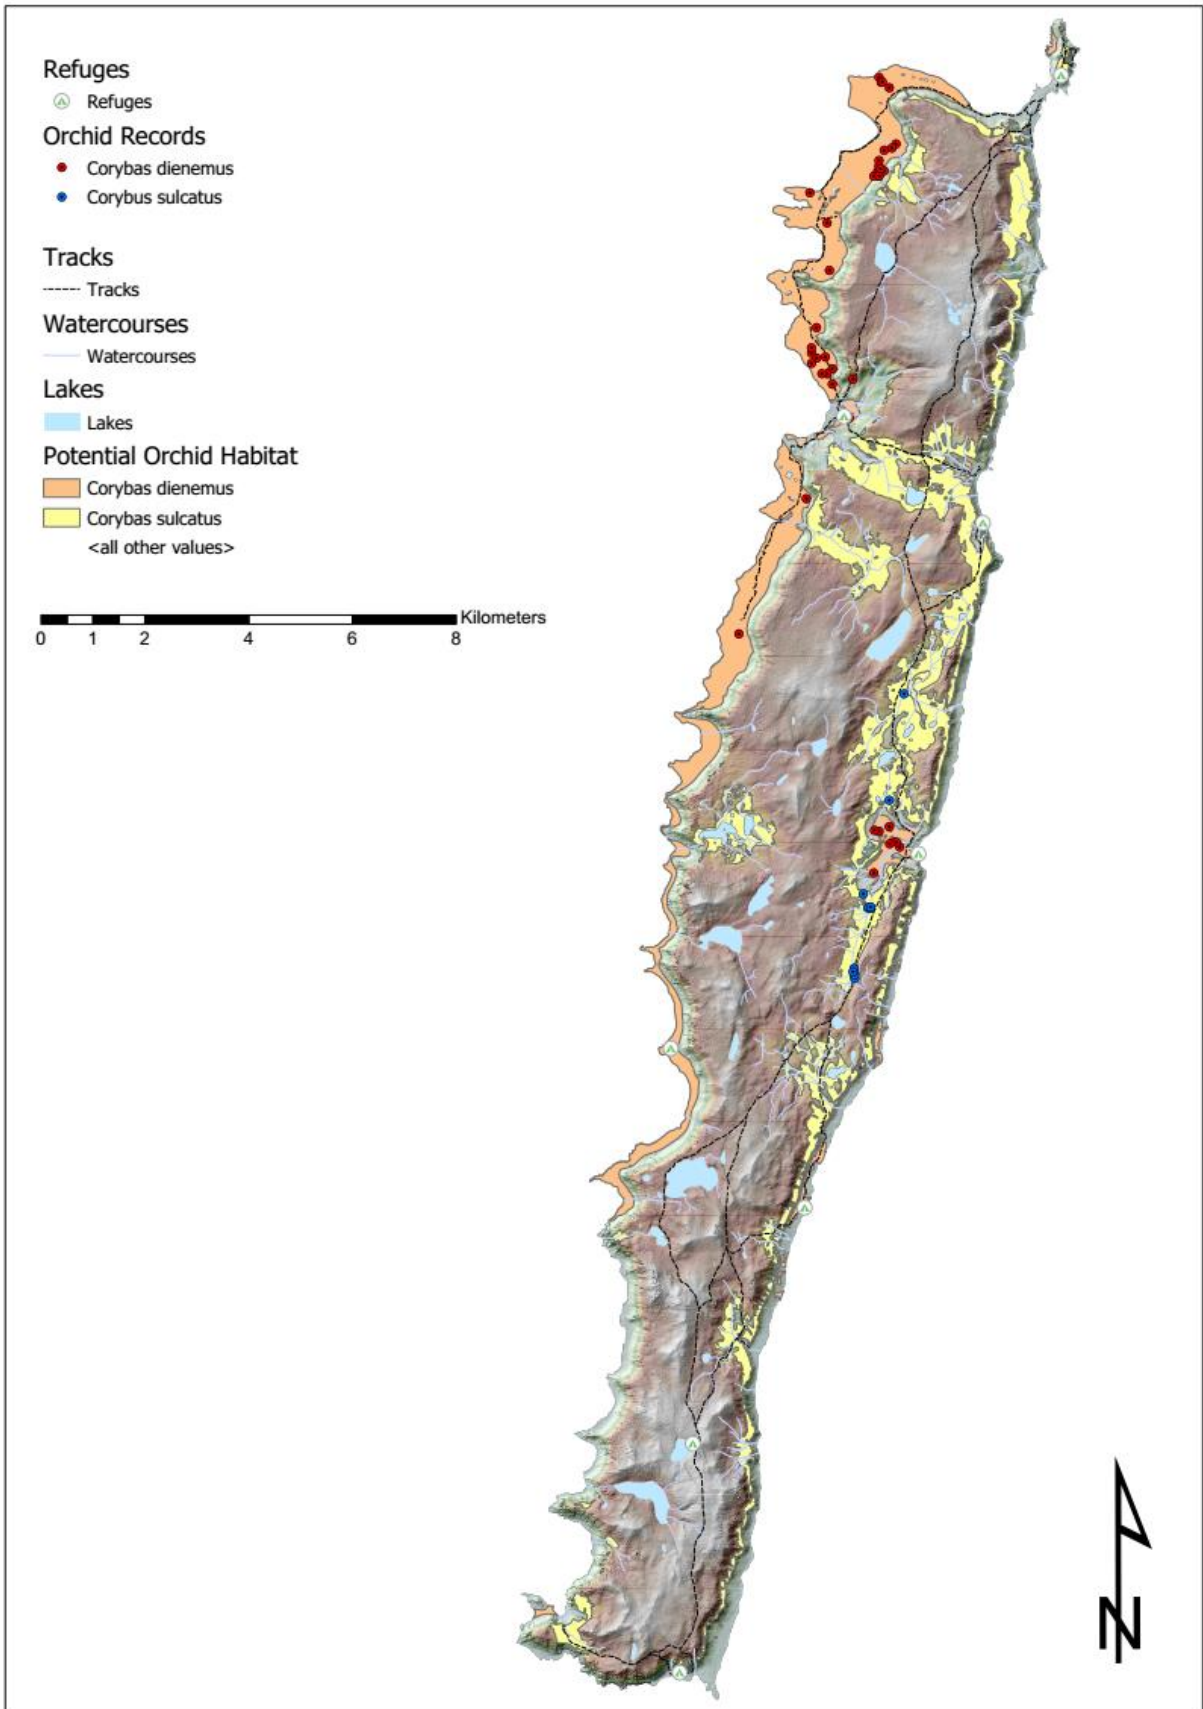 Refuges
Refuges
Orchid Records
Corybas dienemus
Corybus sulcatus
Tracks
Tracks
Watercourses
Watercourses
Lakes
Lakes
Potential Orchid Habitat
Corybas dienemus
Corybas sulcatus
<all other values>
Kilometers
0 1 2 4 6 8
N